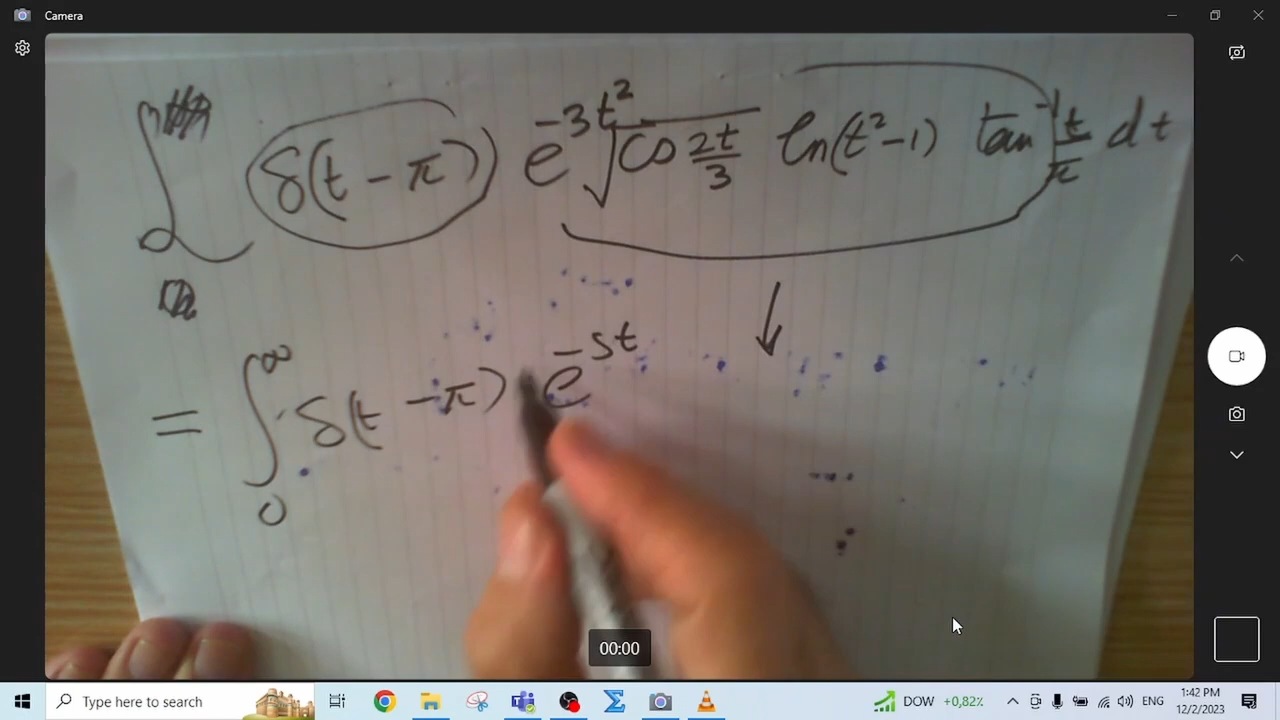 Camera
∫ δ(t - π) e^-3t² √cos 2t/3 ln(t²-1) tan^-1 t/π dt
= ∫₀^∞ δ(t - π) e^-st
00:00
Type here to search
DOW +0,82%
ENG
1:42 PM
12/2/2023